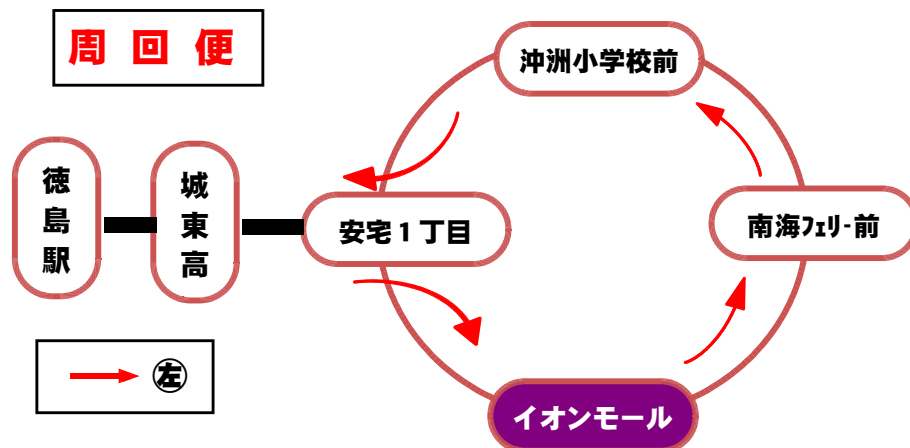 周回便
沖洲小学校前
徳島駅
城東高
安宅1丁目
南海フェリー前
→ ㊧
イオンモール